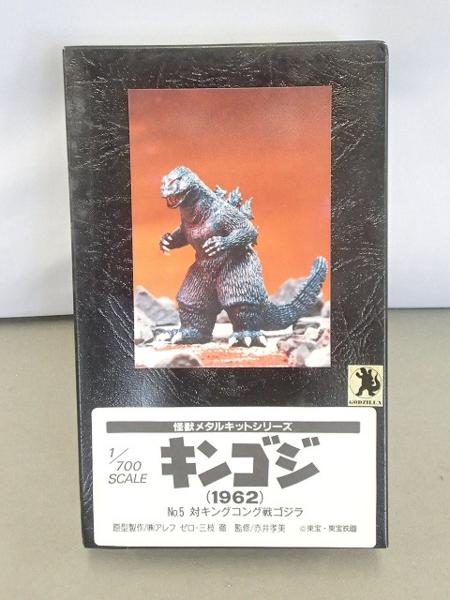 GODZILLA
怪獣メタルキットシリーズ
1/700 SCALE
キンゴジ
(1962)
No.5 対キングコング戦ゴジラ
原型製作/㈱アレフ ゼロ・三枝 徹 監修/赤井孝美 ©東宝・東宝映画